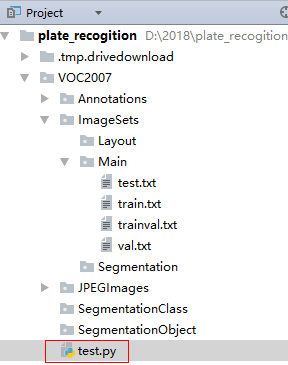 Project
plate_recogition D:\2018\plate_recogition
.tmp.drivedownload
VOC2007
Annotations
ImageSets
Layout
Main
test.txt
train.txt
trainval.txt
val.txt
Segmentation
JPEGImages
SegmentationClass
SegmentationObject
test.py